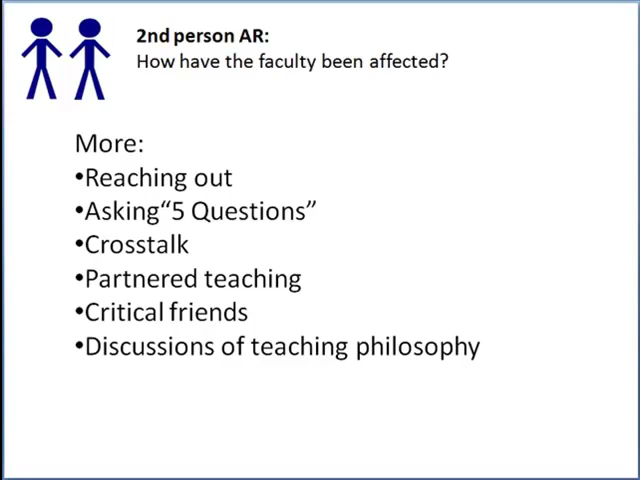 2nd person AR:
How have the faculty been affected?
More:
•Reaching out
•Asking“5 Questions”
•Crosstalk
•Partnered teaching
•Critical friends
•Discussions of teaching philosophy